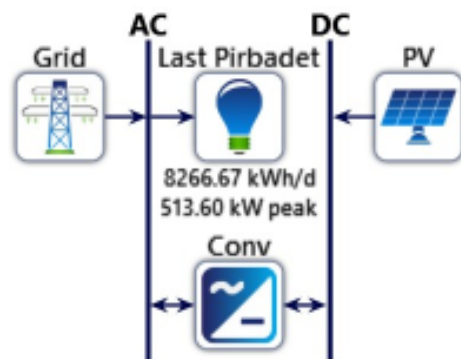 AC DC
Grid Last Pirbadet PV
8266.67 kWh/d
513.60 kW peak
Conv